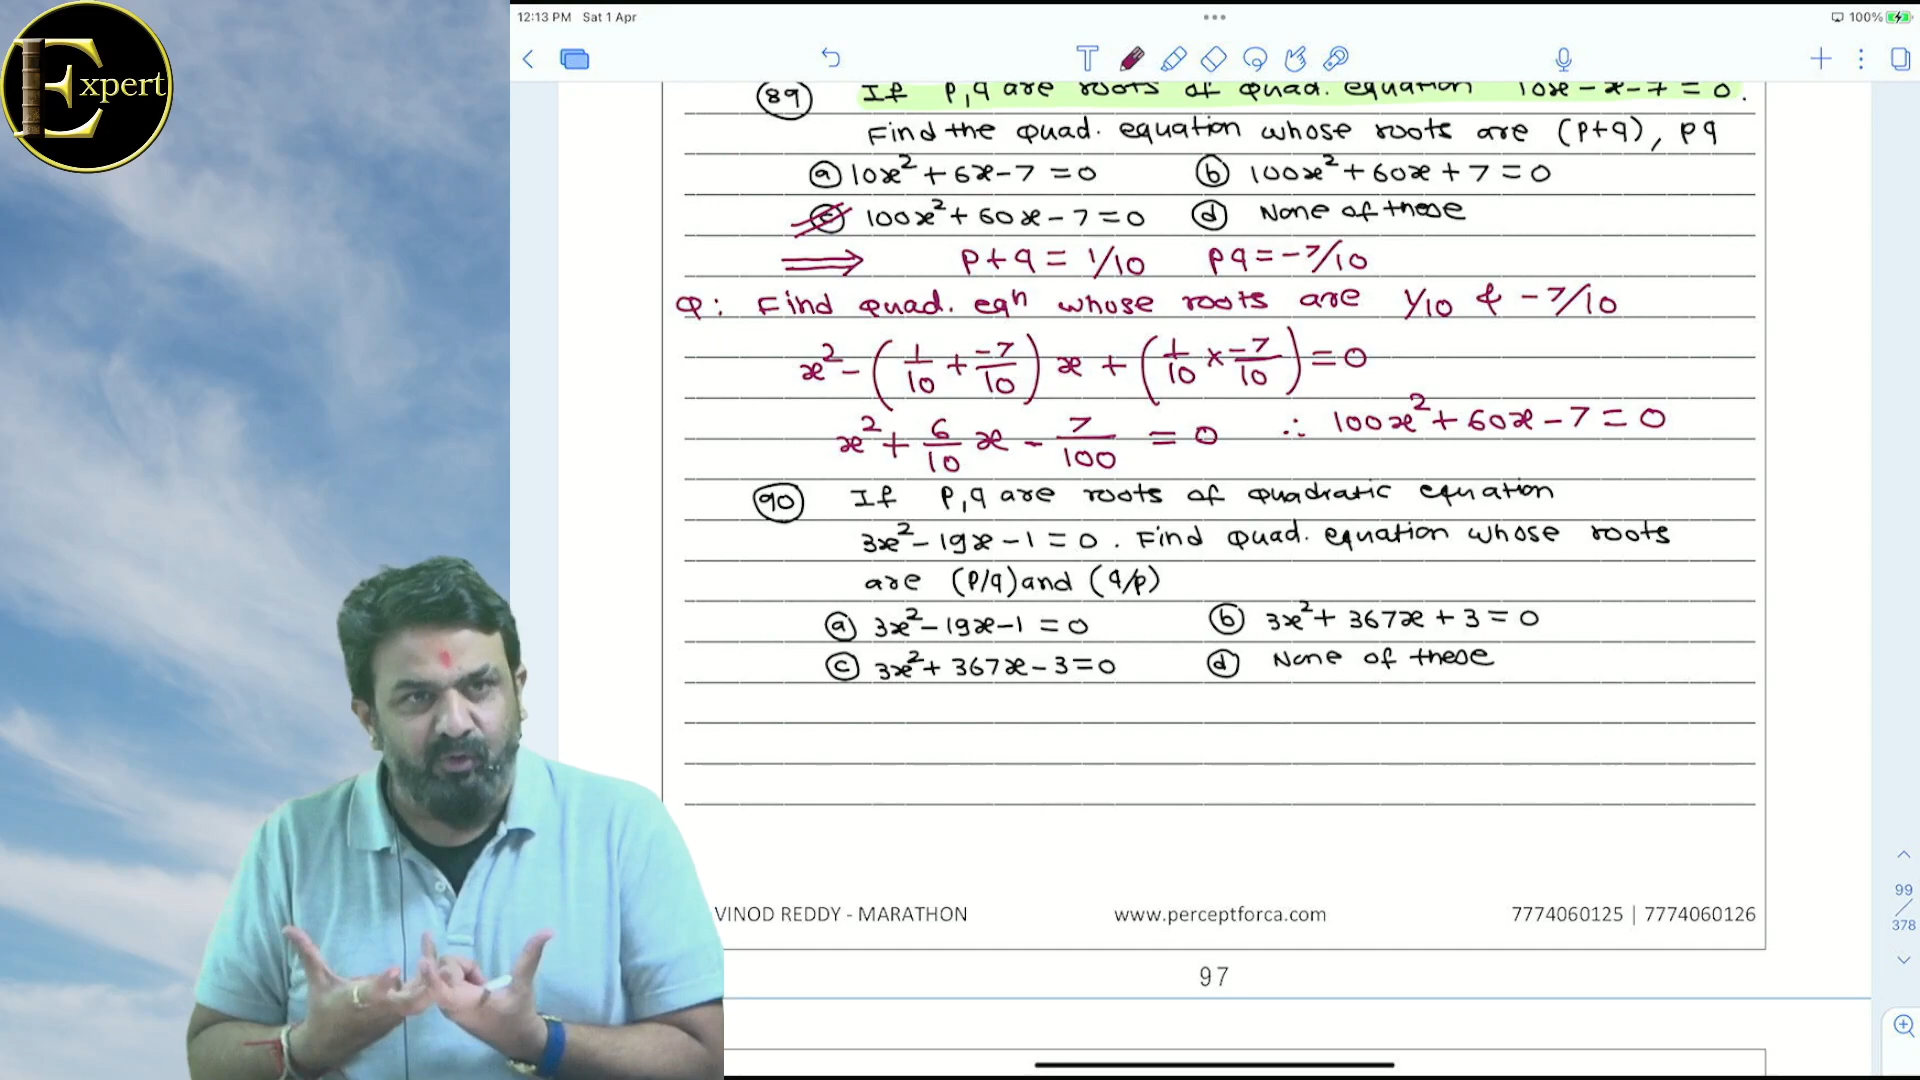 Expert
12:13 PM Sat 1 Apr
100%
T
(89) If p,q are roots of quad. equation 10x - x - 7 = 0.
Find the quad. equation whose roots are (p+q), pq
(a) 10x² + 6x - 7 = 0 (b) 100x² + 60x + 7 = 0
(c) 100x² + 60x - 7 = 0 (d) None of these
⟹ p+q = 1/10 pq = -7/10
Q: Find quad. eqn whose roots are 1/10 & -7/10
x² - (1/10 + -7/10) x + (1/10 × -7/10) = 0
x² + 6/10 x - 7/100 = 0 ∴ 100x² + 60x - 7 = 0
(90) If p,q are roots of quadratic equation
3x² - 19x - 1 = 0. Find quad. equation whose roots
are (p/q) and (q/p)
(a) 3x² - 19x - 1 = 0 (b) 3x² + 367x + 3 = 0
(c) 3x² + 367x - 3 = 0 (d) None of these
VINOD REDDY - MARATHON www.perceptforca.com 7774060125 | 7774060126
97
99
/
378